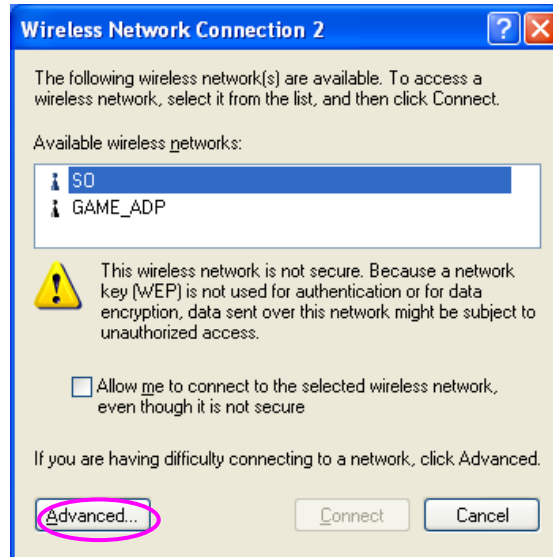 Wireless Network Connection 2
The following wireless network(s) are available. To access a
wireless network, select it from the list, and then click Connect.
Available wireless networks:
SO
GAME_ADP
This wireless network is not secure. Because a network
key (WEP) is not used for authentication or for data
encryption, data sent over this network might be subject to
unauthorized access.
Allow me to connect to the selected wireless network,
even though it is not secure
If you are having difficulty connecting to a network, click Advanced.
Advanced... Connect Cancel